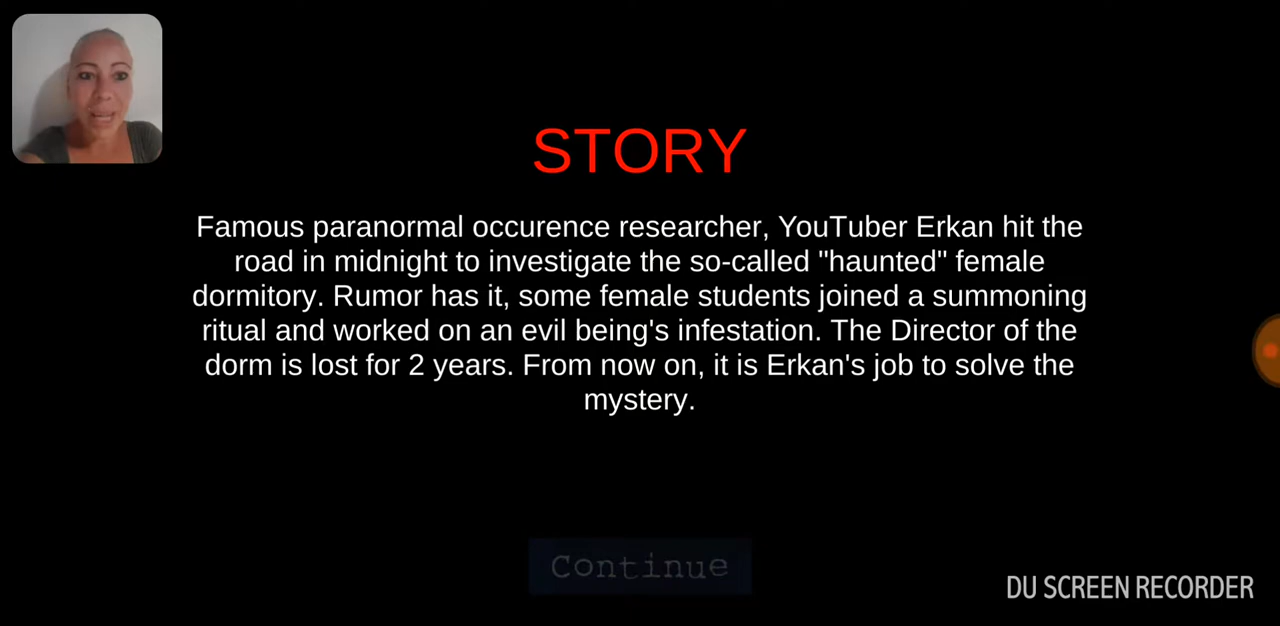 STORY
Famous paranormal occurence researcher, YouTuber Erkan hit the
road in midnight to investigate the so-called "haunted" female
dormitory. Rumor has it, some female students joined a summoning
ritual and worked on an evil being's infestation. The Director of the
dorm is lost for 2 years. From now on, it is Erkan's job to solve the
mystery.
Continue
DU SCREEN RECORDER